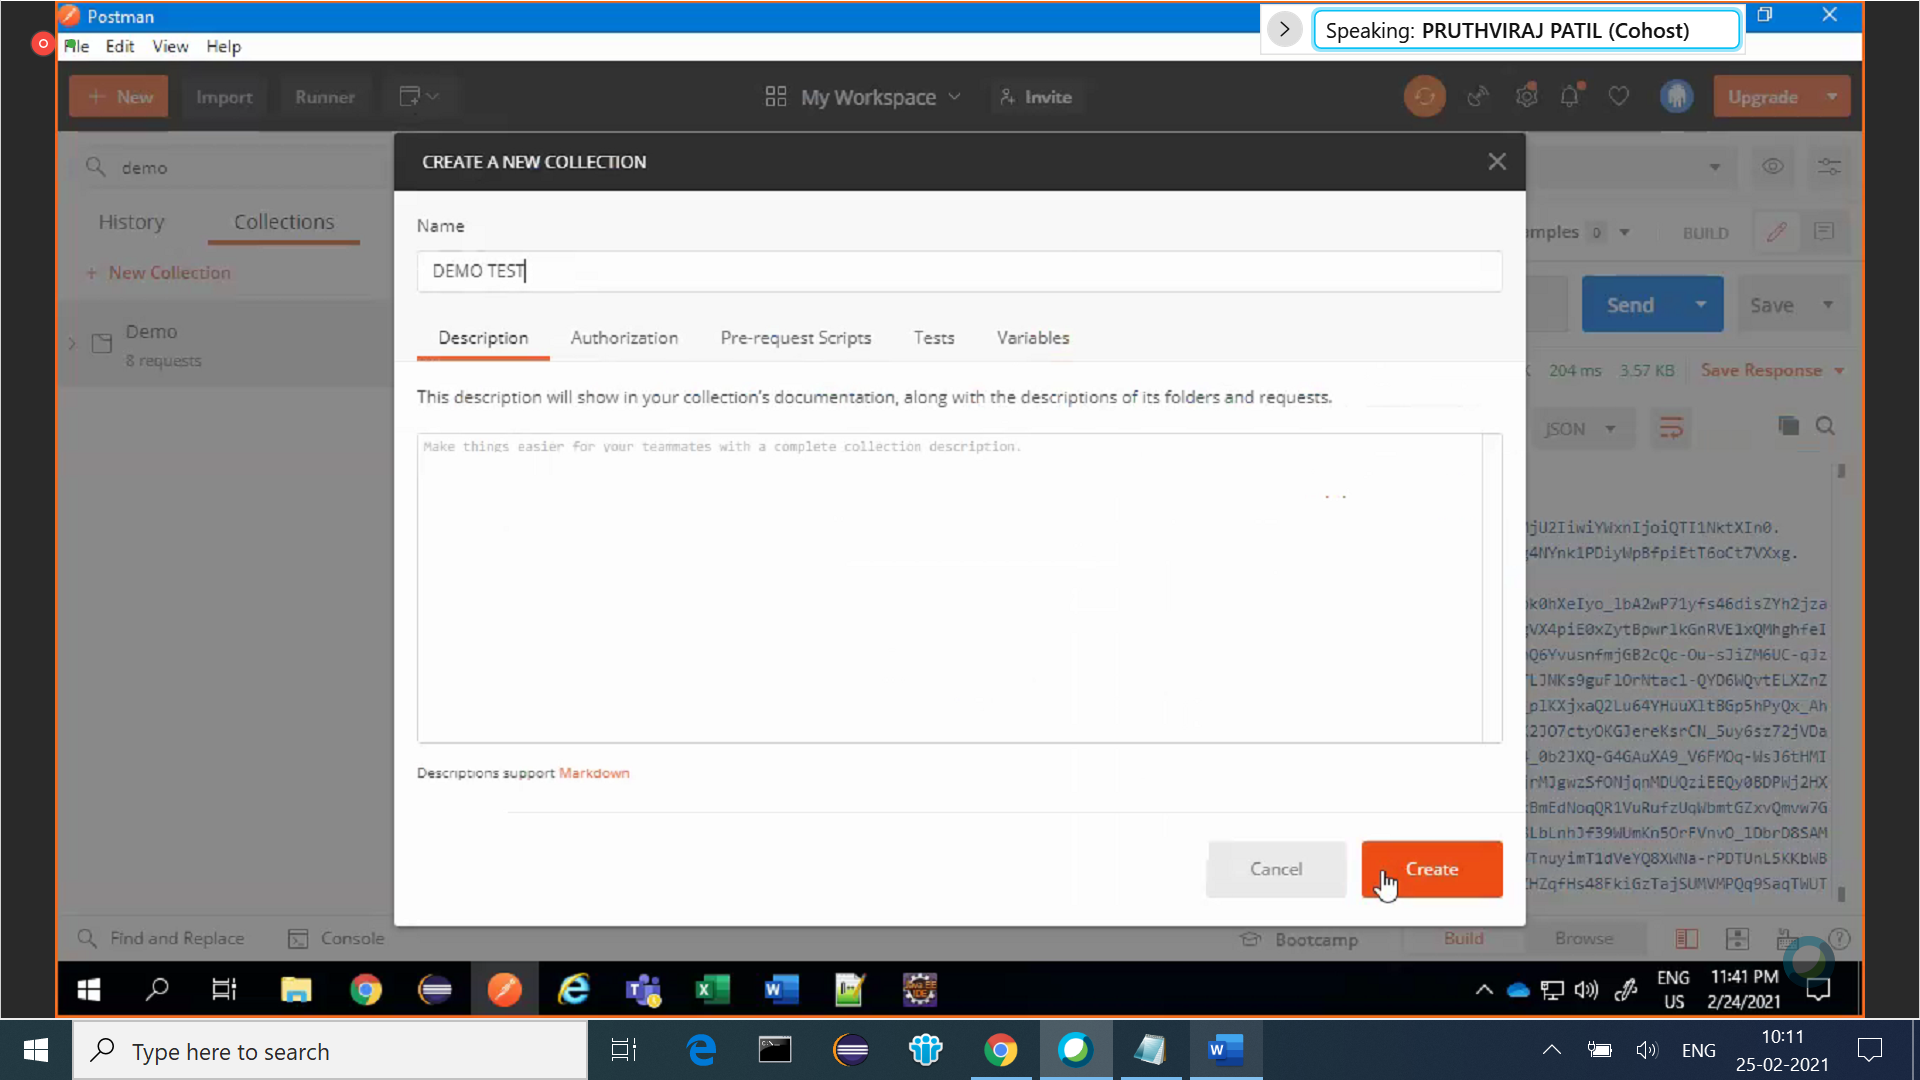 Postman
Speaking: PRUTHVIRAJ PATIL (Cohost)
File Edit View Help
+ New Import Runner My Workspace Invite Upgrade
demo
History Collections
+ New Collection
Demo
8 requests
CREATE A NEW COLLECTION
Name
DEMO TEST
Description Authorization Pre-request Scripts Tests Variables
This description will show in your collection's documentation, along with the descriptions of its folders and requests.
Make things easier for your teammates with a complete collection description.
Descriptions support Markdown
Cancel Create
mples 0 BUILD
Send Save
204 ms 3.57 KB Save Response
JSON
Find and Replace Console Bootcamp Build Browse
ENG
US
11:41 PM
2/24/2021
Type here to search
ENG
10:11
25-02-2021